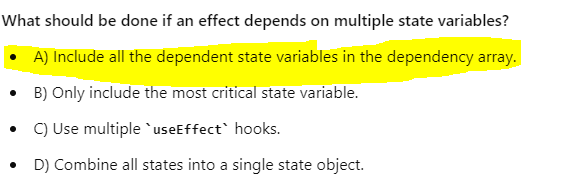 What should be done if an effect depends on multiple state variables?
• A) Include all the dependent state variables in the dependency array.
• B) Only include the most critical state variable.
• C) Use multiple `useEffect` hooks.
• D) Combine all states into a single state object.